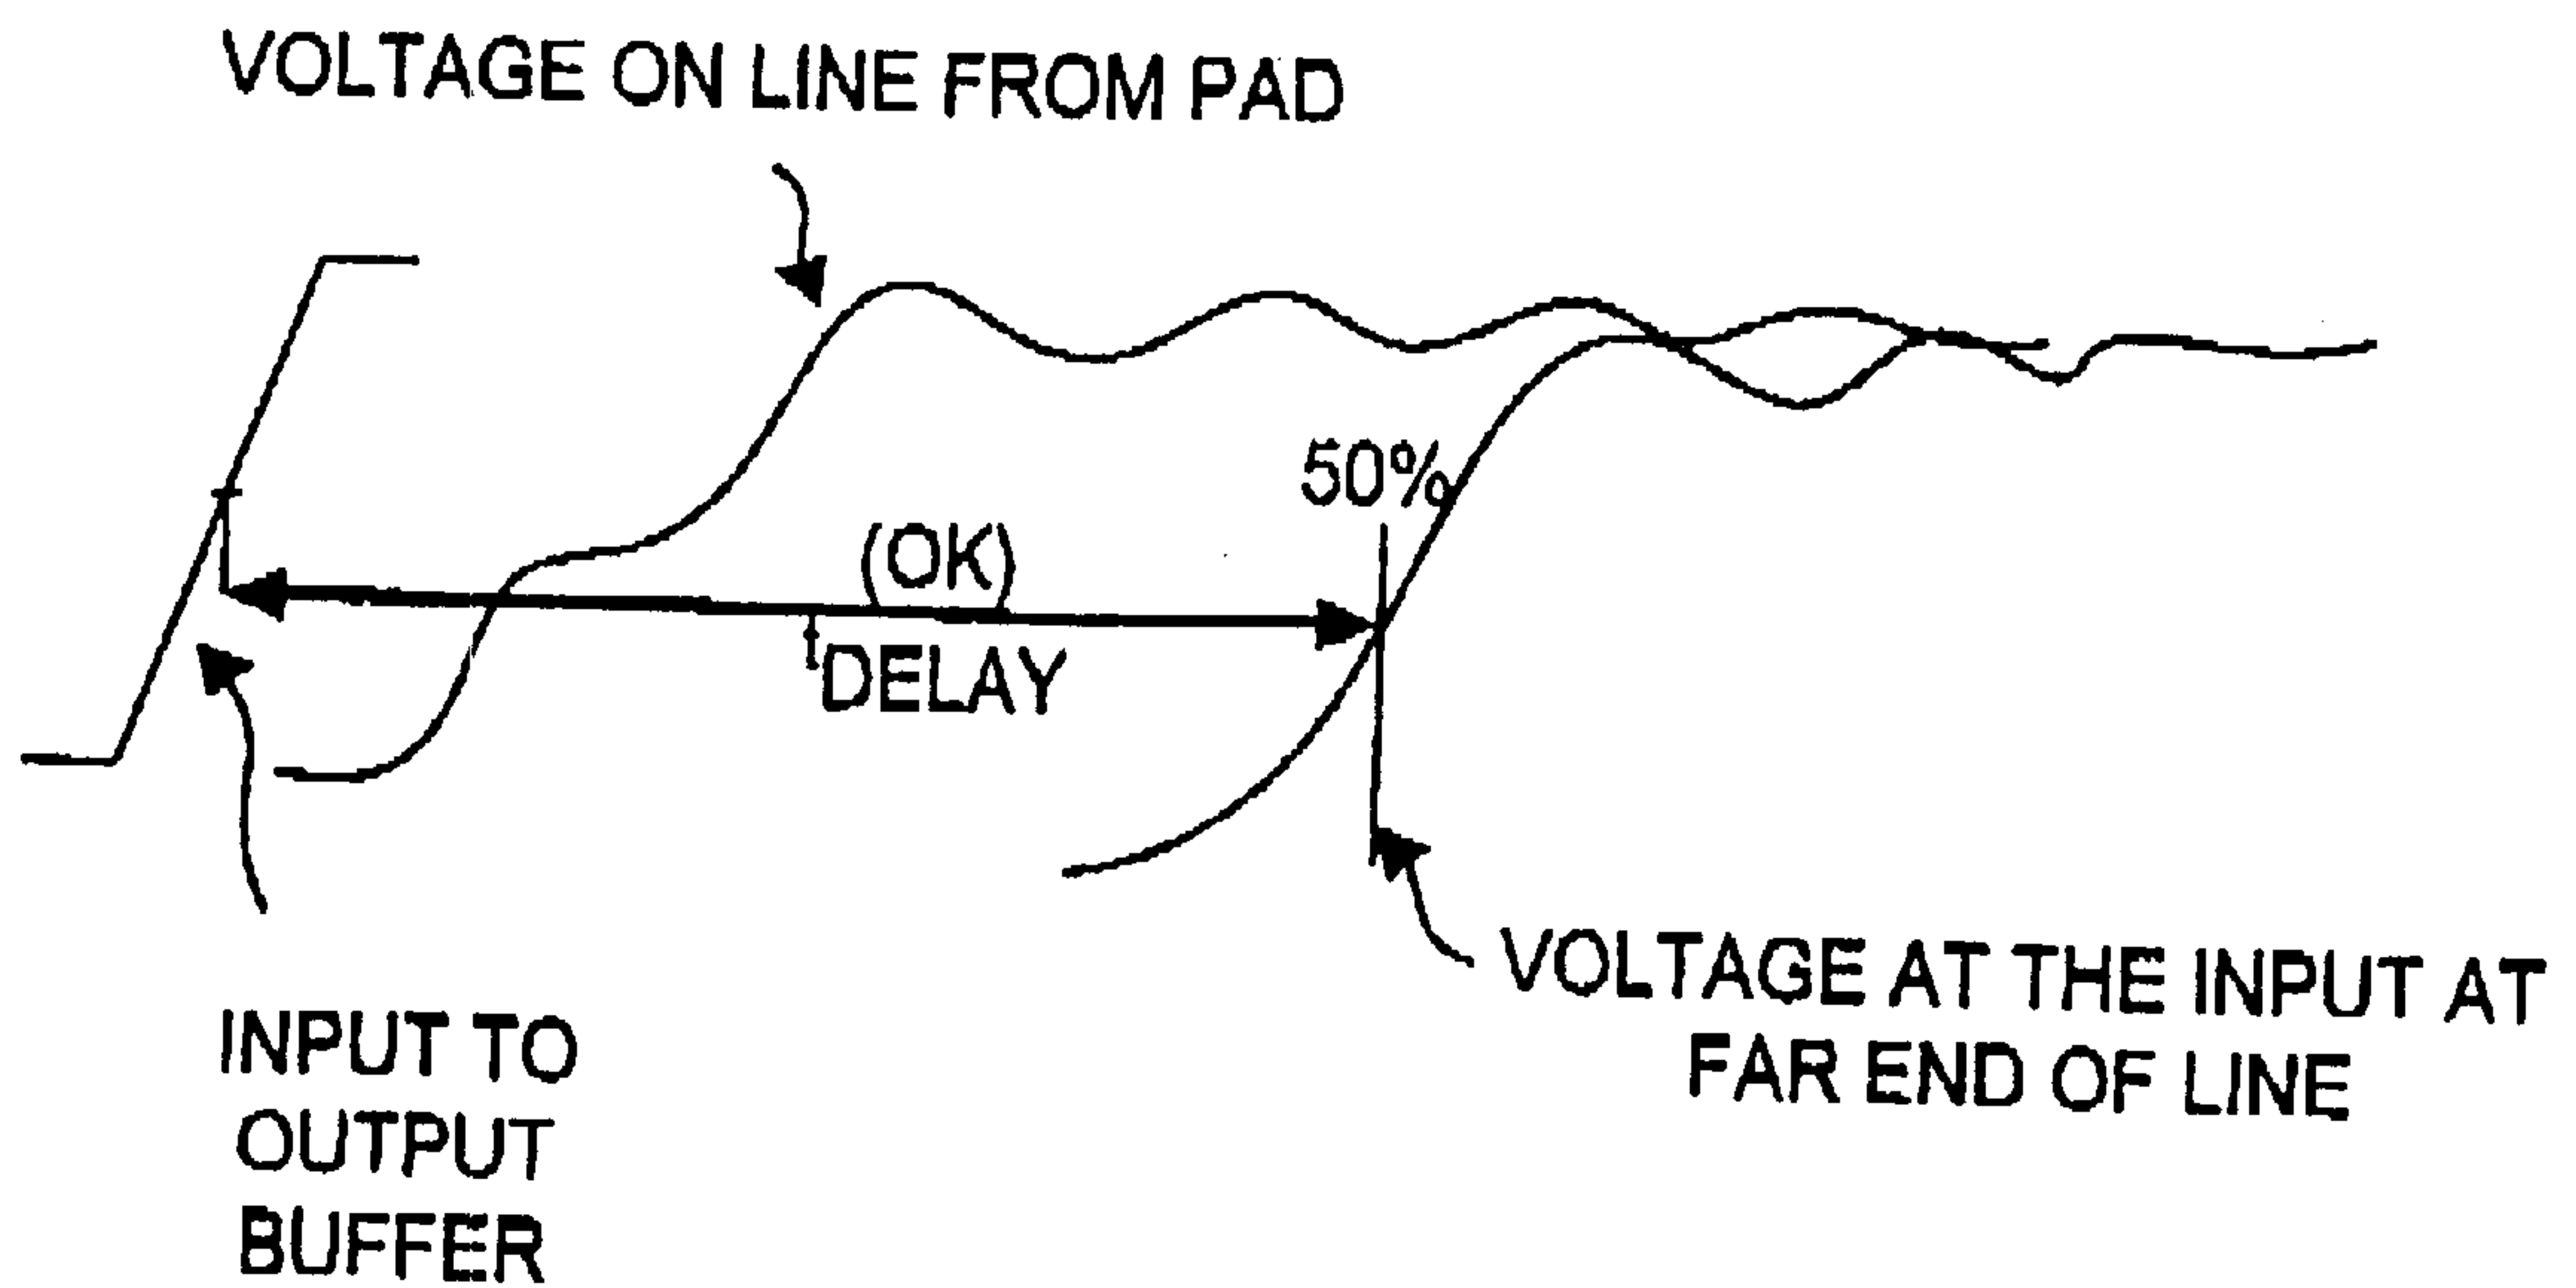 VOLTAGE ON LINE FROM PAD
50%
(OK)
DELAY
VOLTAGE AT THE INPUT AT
FAR END OF LINE
INPUT TO
OUTPUT
BUFFER